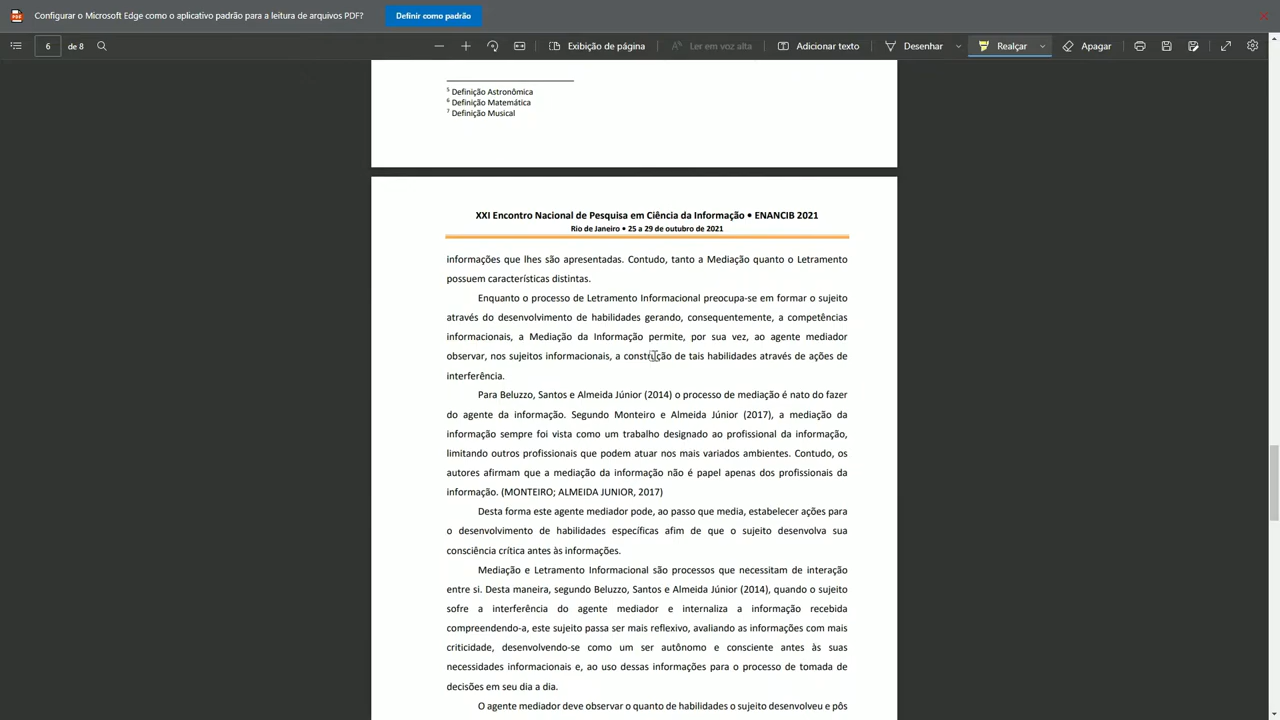 Configurar o Microsoft Edge como o aplicativo padrão para a leitura de arquivos PDF? Definir como padrão
6 de 8 Exibição de página Ler em voz alta Adicionar texto Desenhar Realçar Apagar
5 Definição Astronômica
6 Definição Matemática
7 Definição Musical
XXI Encontro Nacional de Pesquisa em Ciência da Informação • ENANCIB 2021
Rio de Janeiro • 25 a 29 de outubro de 2021
informações que lhes são apresentadas. Contudo, tanto a Mediação quanto o Letramento
possuem características distintas.
Enquanto o processo de Letramento Informacional preocupa-se em formar o sujeito
através do desenvolvimento de habilidades gerando, consequentemente, a competências
informacionais, a Mediação da Informação permite, por sua vez, ao agente mediador
observar, nos sujeitos informacionais, a construção de tais habilidades através de ações de
interferência.
Para Beluzzo, Santos e Almeida Júnior (2014) o processo de mediação é nato do fazer
do agente da informação. Segundo Monteiro e Almeida Júnior (2017), a mediação da
informação sempre foi vista como um trabalho designado ao profissional da informação,
limitando outros profissionais que podem atuar nos mais variados ambientes. Contudo, os
autores afirmam que a mediação da informação não é papel apenas dos profissionais da
informação. (MONTEIRO; ALMEIDA JUNIOR, 2017)
Desta forma este agente mediador pode, ao passo que media, estabelecer ações para
o desenvolvimento de habilidades específicas afim de que o sujeito desenvolva sua
consciência crítica antes às informações.
Mediação e Letramento Informacional são processos que necessitam de interação
entre si. Desta maneira, segundo Beluzzo, Santos e Almeida Júnior (2014), quando o sujeito
sofre a interferência do agente mediador e internaliza a informação recebida
compreendendo-a, este sujeito passa ser mais reflexivo, avaliando as informações com mais
criticidade, desenvolvendo-se como um ser autônomo e consciente antes às suas
necessidades informacionais e, ao uso dessas informações para o processo de tomada de
decisões em seu dia a dia.
O agente mediador deve observar o quanto de habilidades o sujeito desenvolveu e pôs